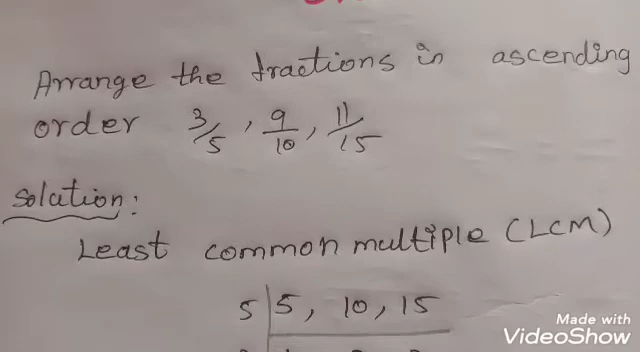 Arrange the fractions in ascending
order 3/5, 9/10, 11/15
Solution:
Least common multiple (LCM)
5 | 5, 10, 15
Made with
VideoShow